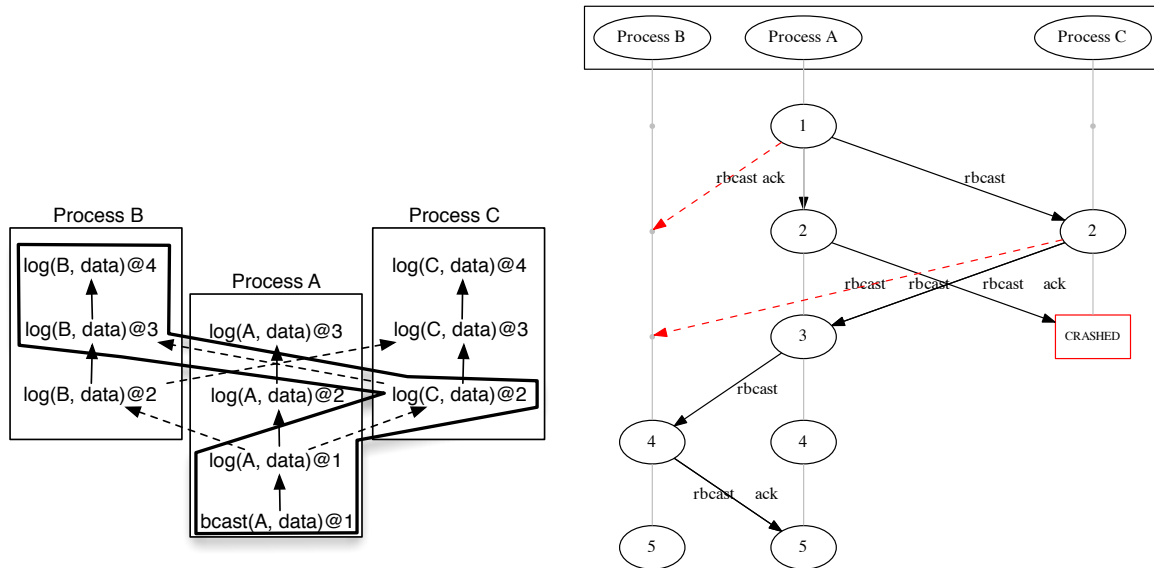 Process B
Process C
log(B, data)@4
log(C, data)@4
Process A
log(B, data)@3
log(A, data)@3
log(C, data)@3
log(B, data)@2
log(A, data)@2
log(C, data)@2
log(A, data)@1
bcast(A, data)@1
Process B
Process A
Process C
1
rbcast
ack
rbcast
2
2
rbcast
rbcast
rbcast
ack
3
CRASHED
rbcast
4
4
rbcast
ack
5
5